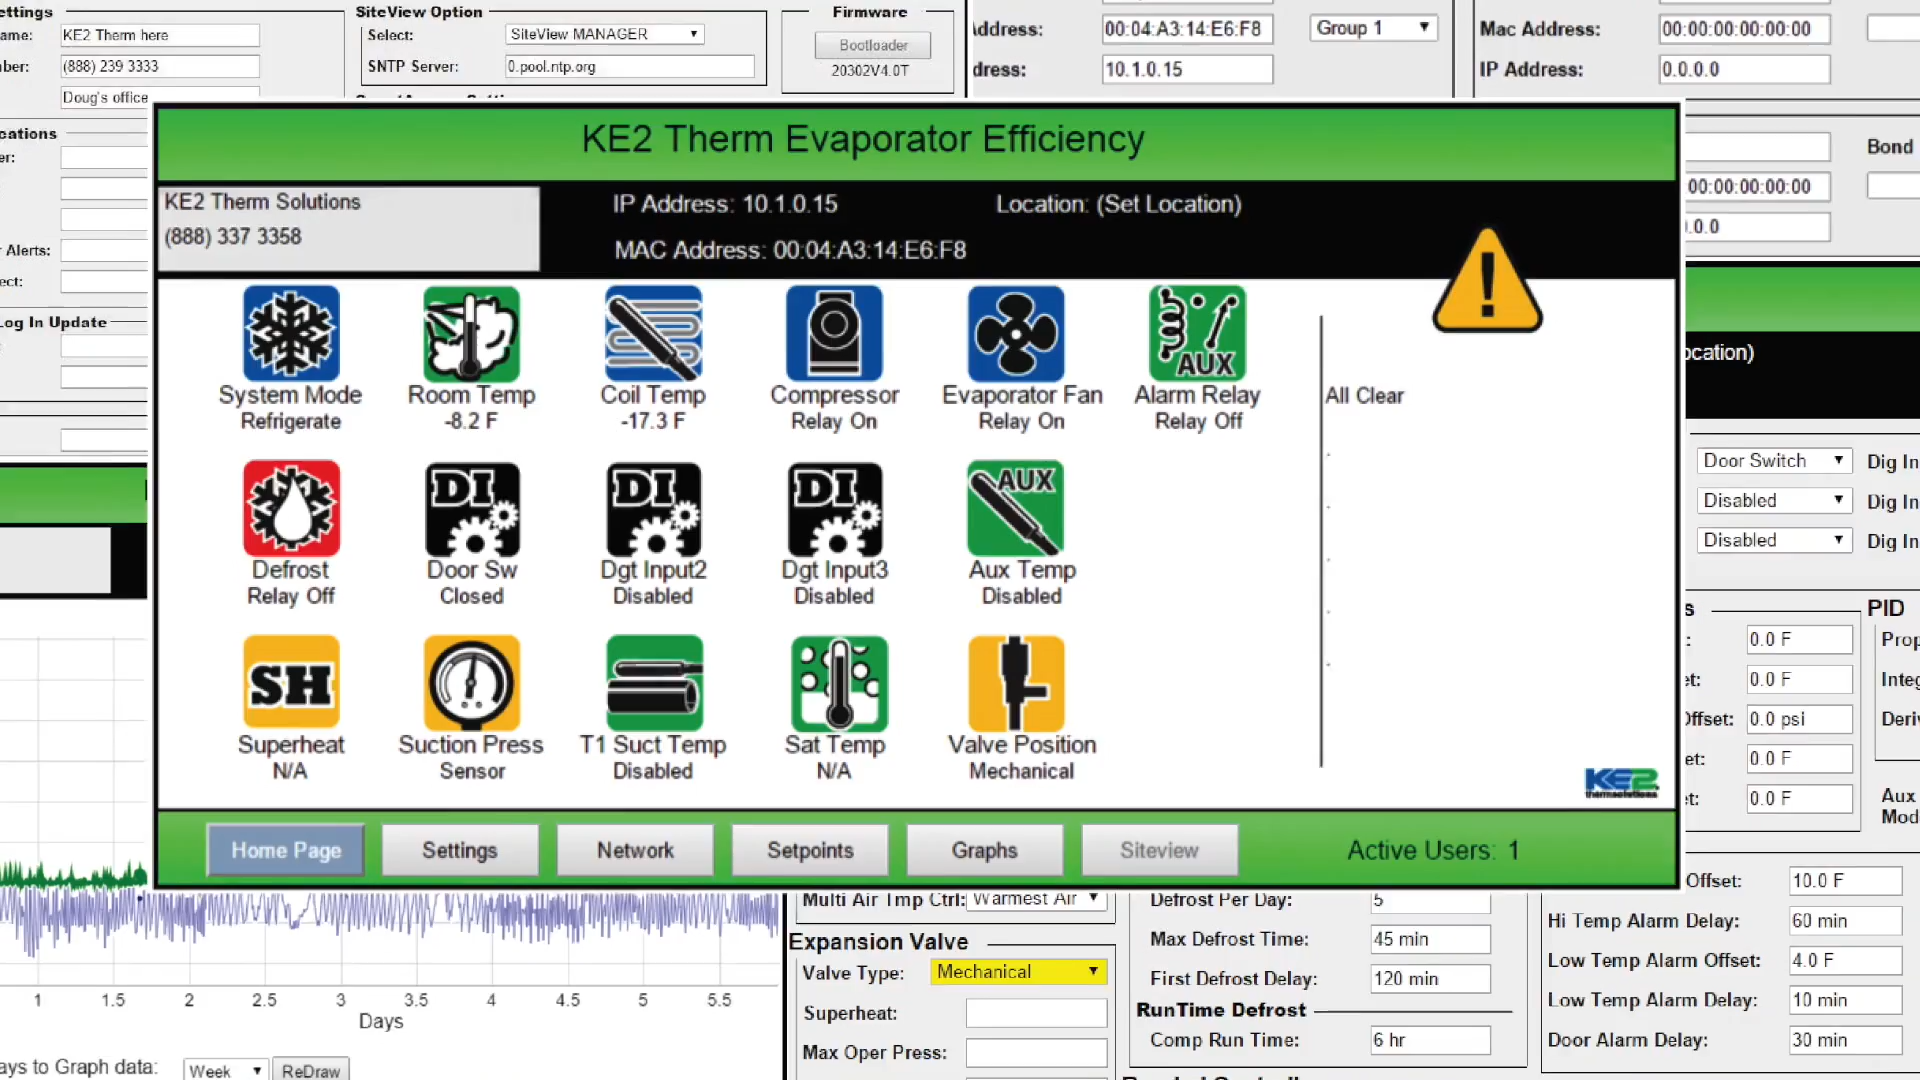 ettings
SiteView Option
Firmware
ame:
KE2 Therm here
Select:
SiteView MANAGER
Bootloader
ber:
(888) 239 3333
SNTP Server:
0.pool.ntp.org
20302V4.0T
Doug's office
Address:
00:04:A3:14:E6:F8
Group 1
dress:
10.1.0.15
Mac Address:
00:00:00:00:00:00
IP Address:
0.0.0.0
cations
er:
r Alerts:
ect:
Log In Update
Bond
00:00:00:00:00
0.0
KE2 Therm Evaporator Efficiency
KE2 Therm Solutions
(888) 337 3358
IP Address: 10.1.0.15
Location: (Set Location)
MAC Address: 00:04:A3:14:E6:F8
System Mode
Refrigerate
Room Temp
-8.2 F
Coil Temp
-17.3 F
Compressor
Relay On
Evaporator Fan
Relay On
AUX
Alarm Relay
Relay Off
All Clear
Defrost
Relay Off
DI
Door Sw
Closed
DI
Dgt Input2
Disabled
DI
Dgt Input3
Disabled
AUX
Aux Temp
Disabled
SH
Superheat
N/A
Suction Press
Sensor
T1 Suct Temp
Disabled
Sat Temp
N/A
Valve Position
Mechanical
KE2
thermsolutions
Home Page
Settings
Network
Setpoints
Graphs
Siteview
Active Users: 1
ocation)
Door Switch
Dig In
Disabled
Dig In
Disabled
Dig In
s
PID
0.0 F
Prop
et:
0.0 F
Integ
Offset:
0.0 psi
Deriv
et:
0.0 F
t:
0.0 F
Aux
Mode
1 1.5 2 2.5 3 3.5 4 4.5 5 5.5
Days
ays to Graph data:
Week
ReDraw
Multi Air Tmp Ctrl:
Warmest Air
Expansion Valve
Valve Type:
Mechanical
Superheat:
Max Oper Press:
Defrost Per Day:
5
Max Defrost Time:
45 min
First Defrost Delay:
120 min
RunTime Defrost
Comp Run Time:
6 hr
Offset:
10.0 F
Hi Temp Alarm Delay:
60 min
Low Temp Alarm Offset:
4.0 F
Low Temp Alarm Delay:
10 min
Door Alarm Delay:
30 min